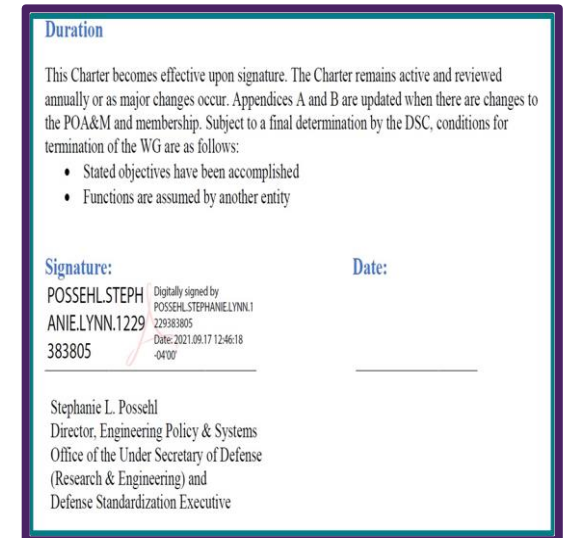 Duration
This Charter becomes effective upon signature. The Charter remains active and reviewed
annually or as major changes occur. Appendices A and B are updated when there are changes to
the POA&M and membership. Subject to a final determination by the DSC, conditions for
termination of the WG are as follows:
• Stated objectives have been accomplished
• Functions are assumed by another entity
Signature: Date:
POSSEHL.STEPH
ANIE.LYNN.1229
383805
Digitally signed by
POSSEHL.STEPHANIE.LYNN.1
229383805
Date: 2021.09.17 12:46:18
-04'00'
Stephanie L. Possehl
Director, Engineering Policy & Systems
Office of the Under Secretary of Defense
(Research & Engineering) and
Defense Standardization Executive